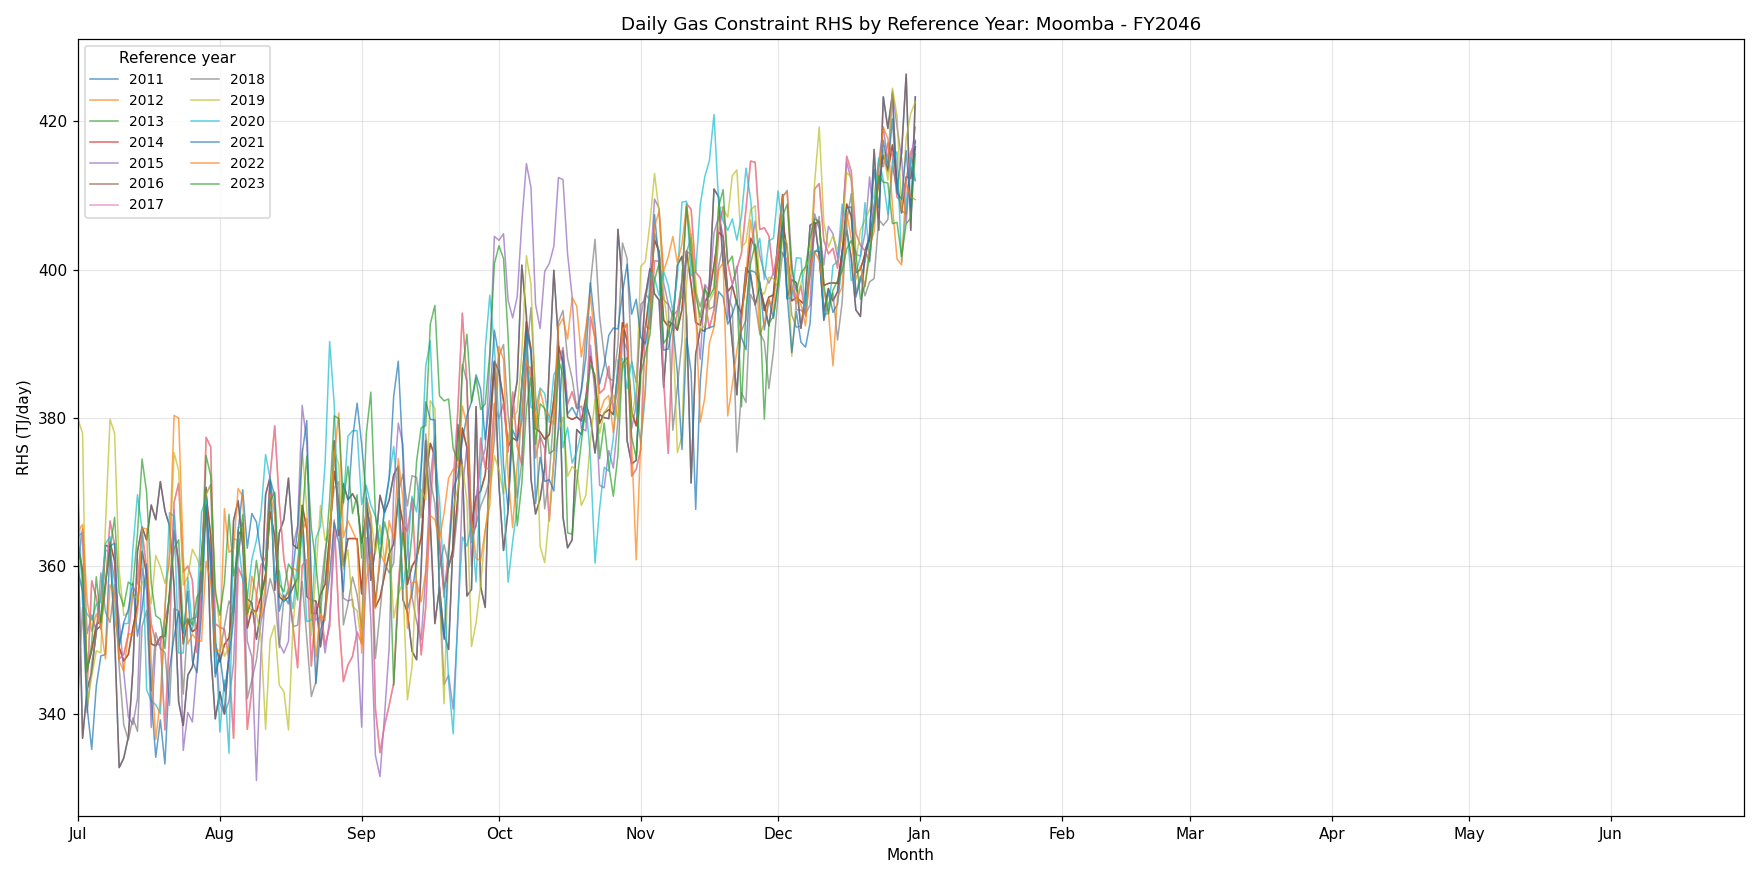 Daily Gas Constraint RHS by Reference Year: Moomba - FY2046
Reference year
2011 2018
2012 2019
2013 2020
2014 2021
2015 2022
2016 2023
2017
RHS (TJ/day)
420
400
380
360
340
Jul Aug Sep Oct Nov Dec Jan Feb Mar Apr May Jun
Month